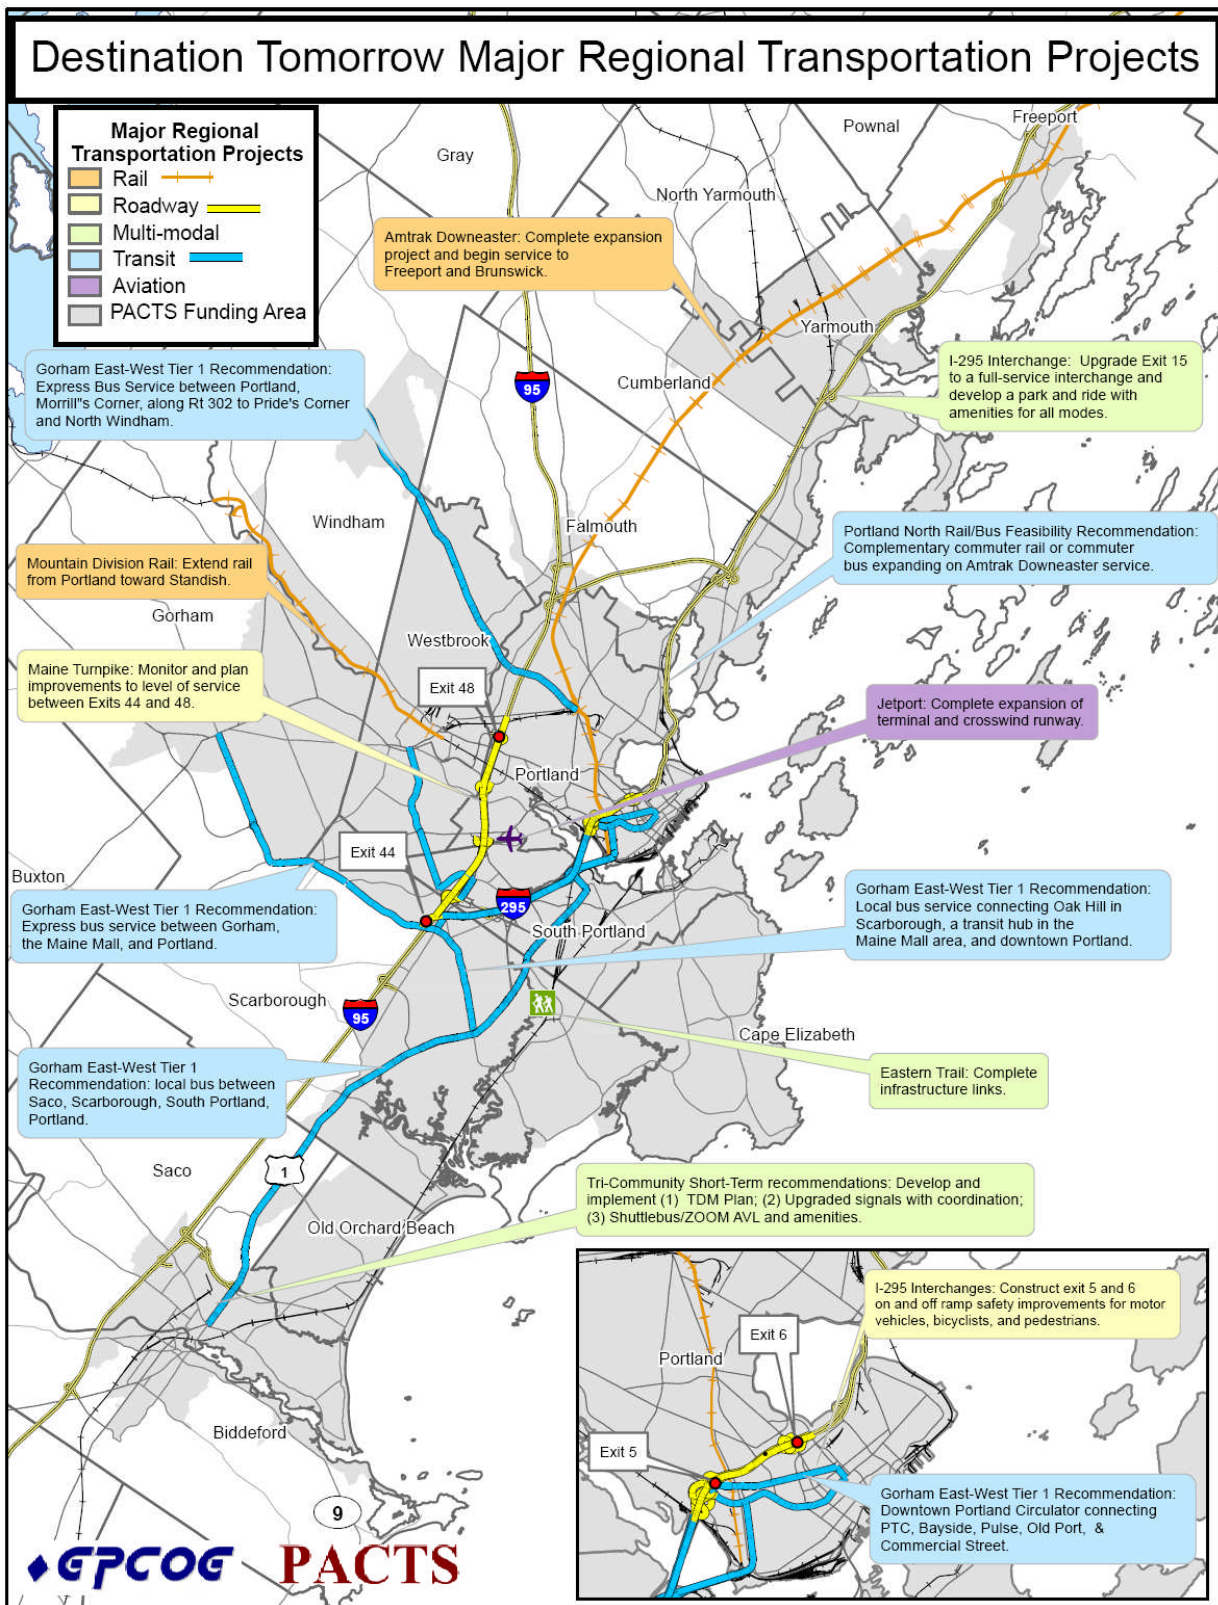 Destination Tomorrow Major Regional Transportation Projects
Major Regional
Transportation Projects
Rail
Roadway
Multi-modal
Transit
Aviation
PACTS Funding Area
Gray
Pownal
Freeport
North Yarmouth
Amtrak Downeaster: Complete expansion
project and begin service to
Freeport and Brunswick.
Yarmouth
Cumberland
95
I-295 Interchange: Upgrade Exit 15
to a full-service interchange and
develop a park and ride with
amenities for all modes.
Gorham East-West Tier 1 Recommendation:
Express Bus Service between Portland,
Morrill"s Corner, along Rt 302 to Pride's Corner
and North Windham.
Windham
Falmouth
Portland North Rail/Bus Feasibility Recommendation:
Complementary commuter rail or commuter
bus expanding on Amtrak Downeaster service.
Mountain Division Rail: Extend rail
from Portland toward Standish.
Gorham
Westbrook
Maine Turnpike: Monitor and plan
improvements to level of service
between Exits 44 and 48.
Exit 48
Jetport: Complete expansion of
terminal and crosswind runway.
Portland
Exit 44
Buxton
295
Gorham East-West Tier 1 Recommendation:
Express bus service between Gorham,
the Maine Mall, and Portland.
South Portland
Gorham East-West Tier 1 Recommendation:
Local bus service connecting Oak Hill in
Scarborough, a transit hub in the
Maine Mall area, and downtown Portland.
Scarborough
95
Cape Elizabeth
Gorham East-West Tier 1
Recommendation: local bus between
Saco, Scarborough, South Portland,
Portland.
Eastern Trail: Complete
infrastructure links.
Saco
1
Tri-Community Short-Term recommendations: Develop and
implement (1) TDM Plan; (2) Upgraded signals with coordination;
(3) Shuttlebus/ZOOM AVL and amenities.
Old Orchard Beach
I-295 Interchanges: Construct exit 5 and 6
on and off ramp safety improvements for motor
vehicles, bicyclists, and pedestrians.
Exit 6
Portland
Exit 5
Biddeford
Gorham East-West Tier 1 Recommendation:
Downtown Portland Circulator connecting
PTC, Bayside, Pulse, Old Port, &
Commercial Street.
9
GPCOG
PACTS